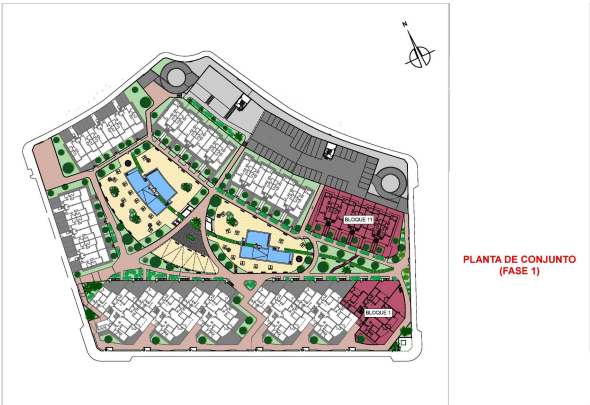 N
BLOQUE 11
PLANTA DE CONJUNTO
(FASE 1)
BLOQUE 1